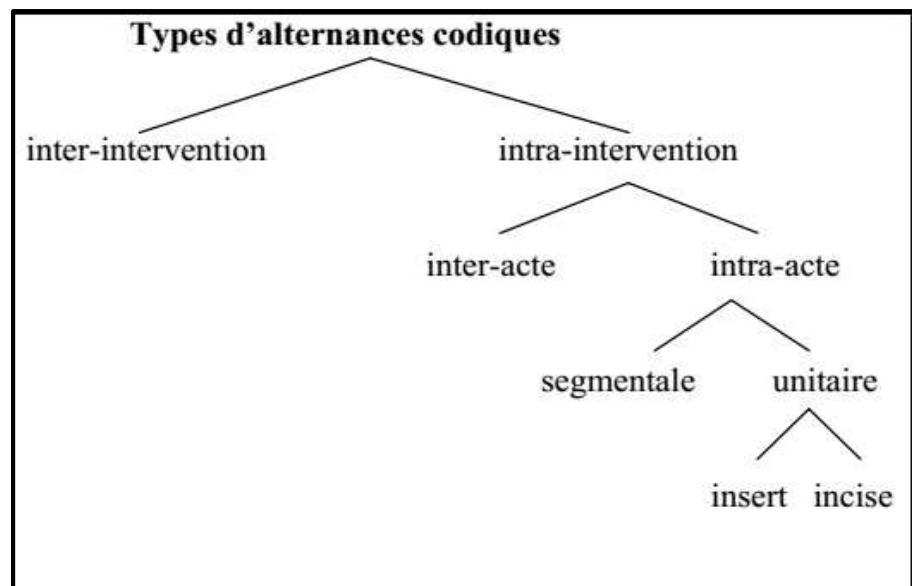 Types d’alternances codiques
inter-intervention intra-intervention
inter-acte intra-acte
segmentale unitaire
insert incise